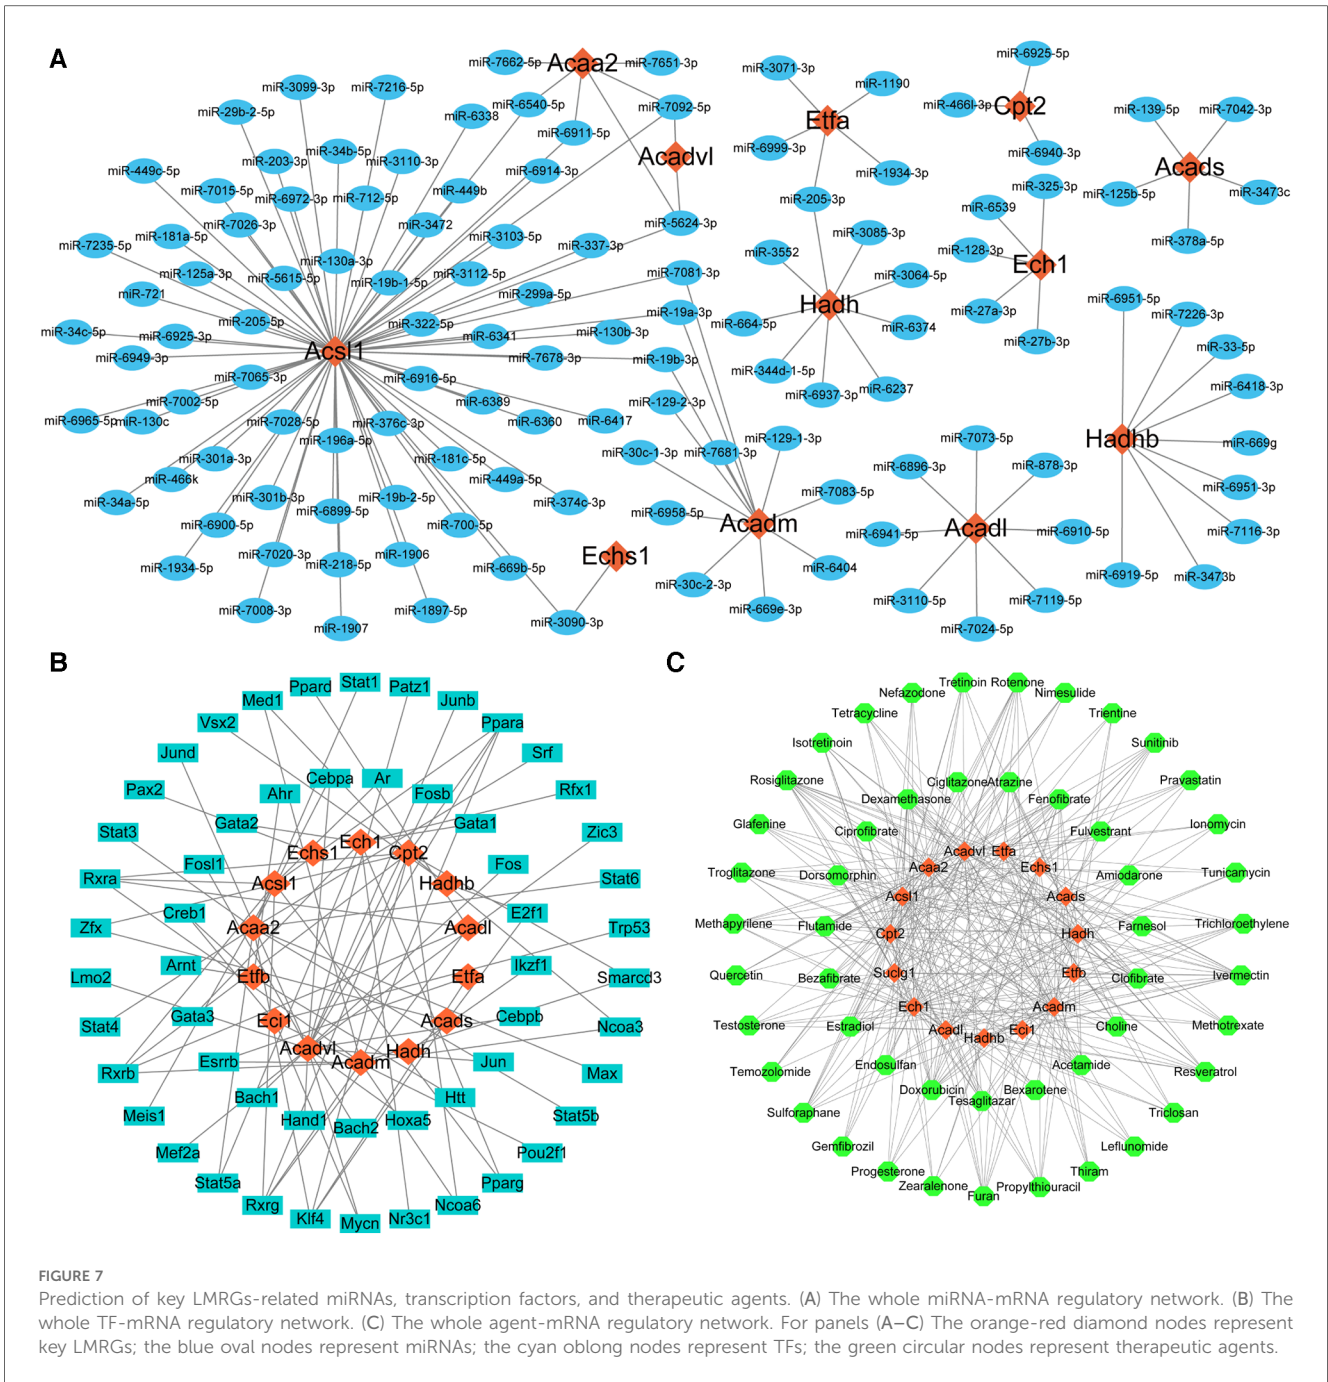 A
miR-7662-5p
Acaa2
miR-7651-3p
miR-3099-3p
miR-7216-5p
miR-29b-2-5p
miR-6338
miR-6540-5p
miR-7092-5p
miR-6911-5p
miR-34b-5p
miR-203-3p
miR-3110-3p
Acadvl
miR-449c-5p
miR-6914-3p
miR-7015-5p
miR-6972-3p
miR-712-5p
miR-449b
miR-7026-3p
miR-3472
miR-5624-3p
miR-7235-5p
miR-181a-5p
miR-3103-5p
miR-337-3p
miR-130a-3p
miR-125a-3p
miR-5615-5p
miR-19b-1-5p
miR-3112-5p
miR-7081-3p
miR-721
miR-299a-5p
miR-205-5p
miR-322-5p
miR-19a-3p
miR-34c-5p
miR-6925-3p
miR-6341
miR-130b-3p
miR-6949-3p
Acsl1
miR-7678-3p
miR-19b-3p
miR-7065-3p
miR-6916-5p
miR-7002-5p
miR-6389
miR-129-2-3p
miR-6965-5p
miR-130c
miR-7028-5p
miR-376c-3p
miR-6360
miR-6417
miR-196a-5p
miR-129-1-3p
miR-301a-3p
miR-181c-5p
miR-30c-1-3p
miR-7681-3p
miR-466k
miR-449a-5p
miR-34a-5p
miR-301b-3p
miR-19b-2-5p
miR-374c-3p
miR-7083-5p
miR-6900-5p
miR-6899-5p
miR-700-5p
miR-6958-5p
Acadm
miR-1934-5p
miR-7020-3p
miR-218-5p
miR-1906
miR-669b-5p
Echs1
miR-6404
miR-30c-2-3p
miR-7008-3p
miR-1907
miR-1897-5p
miR-3090-3p
miR-669e-3p
miR-3071-3p
miR-1190
Etfa
miR-6999-3p
miR-1934-3p
miR-205-3p
miR-3085-3p
miR-3552
miR-3064-5p
Hadh
miR-664-5p
miR-6374
miR-344d-1-5p
miR-6937-3p
miR-6237
miR-6925-5p
miR-466l-3p
Cpt2
miR-6940-3p
miR-325-3p
miR-6539
miR-128-3p
Ech1
miR-27a-3p
miR-27b-3p
miR-139-5p
miR-7042-3p
Acads
miR-125b-5p
miR-3473c
miR-378a-5p
miR-6951-5p
miR-7226-3p
miR-33-5p
miR-6418-3p
Hadhb
miR-669g
miR-6951-3p
miR-7116-3p
miR-6919-5p
miR-3473b
miR-7073-5p
miR-6896-3p
miR-878-3p
miR-6941-5p
Acadl
miR-6910-5p
miR-3110-5p
miR-7119-5p
miR-7024-5p
B
Stat1
Ppard
Patz1
Med1
Junb
Vsx2
Ppara
Jund
Srf
Cebpa
Ar
Pax2
Ahr
Fosb
Rfx1
Gata2
Gata1
Stat3
Zic3
Ech1
Echs1
Cpt2
Fosl1
Fos
Rxra
Acsl1
Hadhb
Stat6
Creb1
E2f1
Zfx
Acaa2
Acadl
Trp53
Arnt
Ikzf1
Lmo2
Etfb
Etfa
Smarcd3
Gata3
Cebpb
Stat4
Eci1
Acads
Ncoa3
Acadvl
Hadh
Esrrb
Acadm
Jun
Rxrb
Max
Bach1
Htt
Meis1
Hand1
Bach2
Hoxa5
Stat5b
Mef2a
Pou2f1
Stat5a
Pparg
Rxrg
Ncoa6
Klf4
Mycn
Nr3c1
C
Tretinoin
Rotenone
Nefazodone
Nimesulide
Tetracycline
Trientine
Isotretinoin
Sunitinib
Rosiglitazone
Ciglitazone
Atrazine
Pravastatin
Dexamethasone
Fenofibrate
Glafenine
Ciprofibrate
Fulvestrant
Ionomycin
Acadvl
Etfa
Acaa2
Echs1
Troglitazone
Dorsomorphin
Amiodarone
Tunicamycin
Acsl1
Acads
Methapyrilene
Flutamide
Farnesol
Trichloroethylene
Cpt2
Hadh
Quercetin
Bezafibrate
Suclg1
Etfb
Clofibrate
Ivermectin
Ech1
Acadm
Testosterone
Estradiol
Acadl
Hadhb
Eci1
Choline
Methotrexate
Temozolomide
Endosulfan
Acetamide
Resveratrol
Doxorubicin
Tesaglitazar
Bexarotene
Sulforaphane
Triclosan
Gemfibrozil
Leflunomide
Progesterone
Thiram
Zearalenone
Furan
Propylthiouracil
FIGURE 7
Prediction of key LMRGs-related miRNAs, transcription factors, and therapeutic agents. (A) The whole miRNA-mRNA regulatory network. (B) The
whole TF-mRNA regulatory network. (C) The whole agent-mRNA regulatory network. For panels (A–C) The orange-red diamond nodes represent
key LMRGs; the blue oval nodes represent miRNAs; the cyan oblong nodes represent TFs; the green circular nodes represent therapeutic agents.